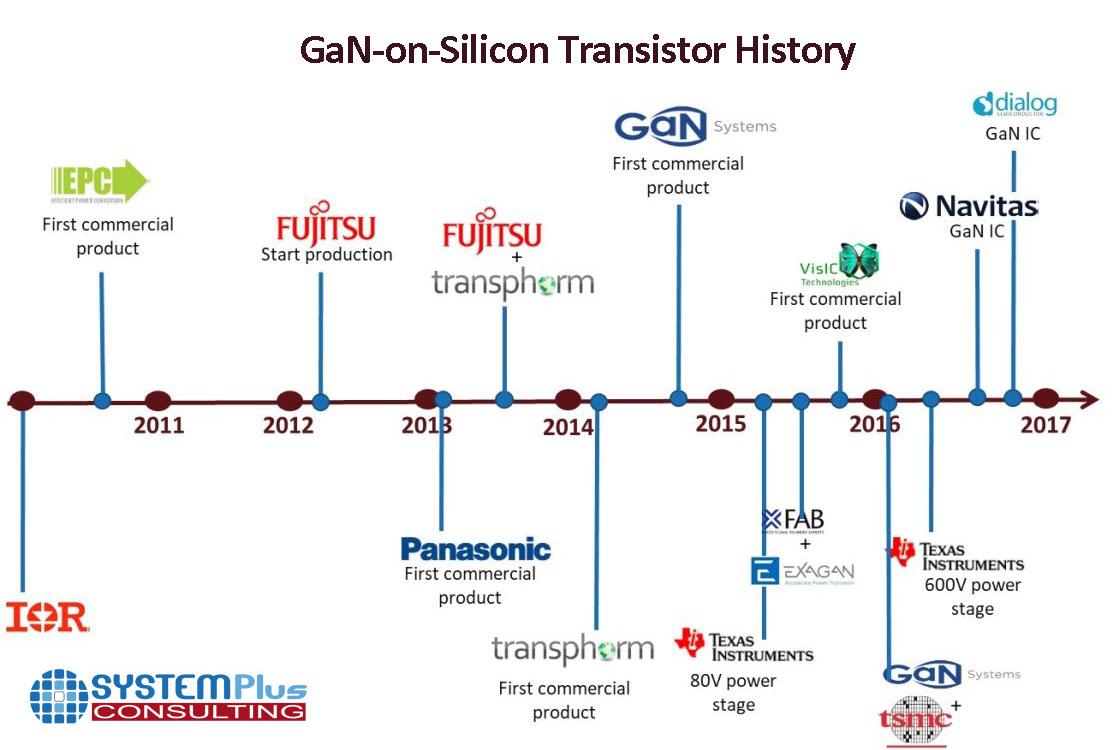 GaN-on-Silicon Transistor History
EPC
EFFICIENT POWER CONVERSION
First commercial
product
FUJITSU
Start production
FUJITSU
+
transphorm
GaN Systems
First commercial
product
VisIC
Technologies
First commercial
product
Navitas
GaN IC
dialog
SEMICONDUCTOR
GaN IC
2011
2012
2013
2014
2015
2016
2017
IOR
Panasonic
First commercial
product
transphorm
First commercial
product
TEXAS
INSTRUMENTS
80V power
stage
XFAB
+
EXAGAN
Accelerate Power Transition
GaN Systems
+
tsmc
TEXAS
INSTRUMENTS
600V power
stage
SYSTEMPlus
CONSULTING